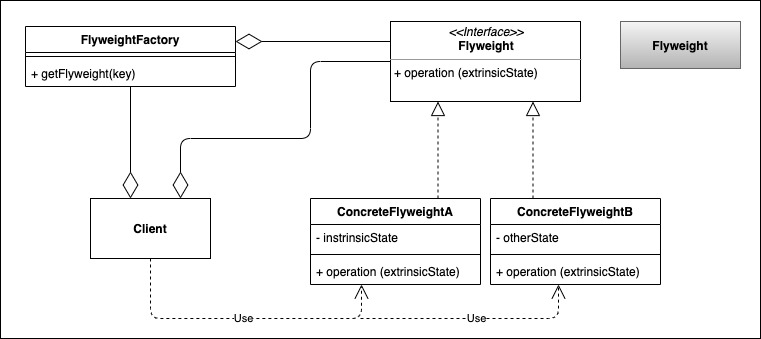 FlyweightFactory
+ getFlyweight(key)
<<Interface>>
Flyweight
+ operation (extrinsicState)
Flyweight
Client
ConcreteFlyweightA
- instrinsicState
+ operation (extrinsicState)
ConcreteFlyweightB
- otherState
+ operation (extrinsicState)
Use
Use